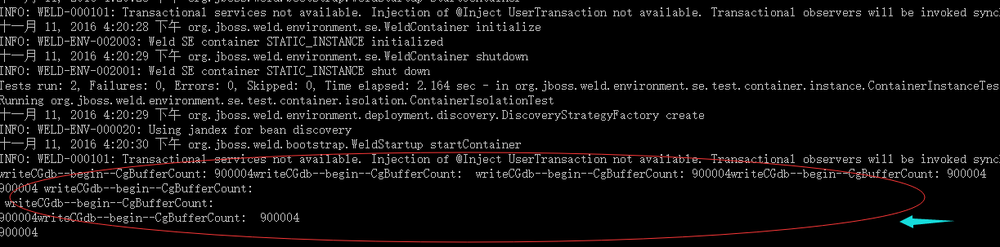 INFO: WELD-000101: Transactional services not available. Injection of @Inject UserTransaction not available. Transactional observers will be invoked sync
十一月 11, 2016 4:20:28 下午 org.jboss.weld.environment.se.WeldContainer initialize
INFO: WELD-ENV-002003: Weld SE container STATIC_INSTANCE initialized
十一月 11, 2016 4:20:29 下午 org.jboss.weld.environment.se.WeldContainer shutdown
INFO: WELD-ENV-002001: Weld SE container STATIC_INSTANCE shut down
Tests run: 2, Failures: 0, Errors: 0, Skipped: 0, Time elapsed: 2.164 sec - in org.jboss.weld.environment.se.test.container.instance.ContainerInstanceTes
Running org.jboss.weld.environment.se.test.container.isolation.ContainerIsolationTest
十一月 11, 2016 4:20:29 下午 org.jboss.weld.environment.deployment.discovery.DiscoveryStrategyFactory create
INFO: WELD-ENV-000020: Using jandex for bean discovery
十一月 11, 2016 4:20:30 下午 org.jboss.weld.bootstrap.WeldStartup startContainer
INFO: WELD-000101: Transactional services not available. Injection of @Inject UserTransaction not available. Transactional observers will be invoked sync
writeCGdb--begin--CgBufferCount: 900004writeCGdb--begin--CgBufferCount:  writeCGdb--begin--CgBufferCount: 900004writeCGdb--begin--CgBufferCount: 900004
900004 writeCGdb--begin--CgBufferCount:
writeCGdb--begin--CgBufferCount:
900004writeCGdb--begin--CgBufferCount:  900004
900004